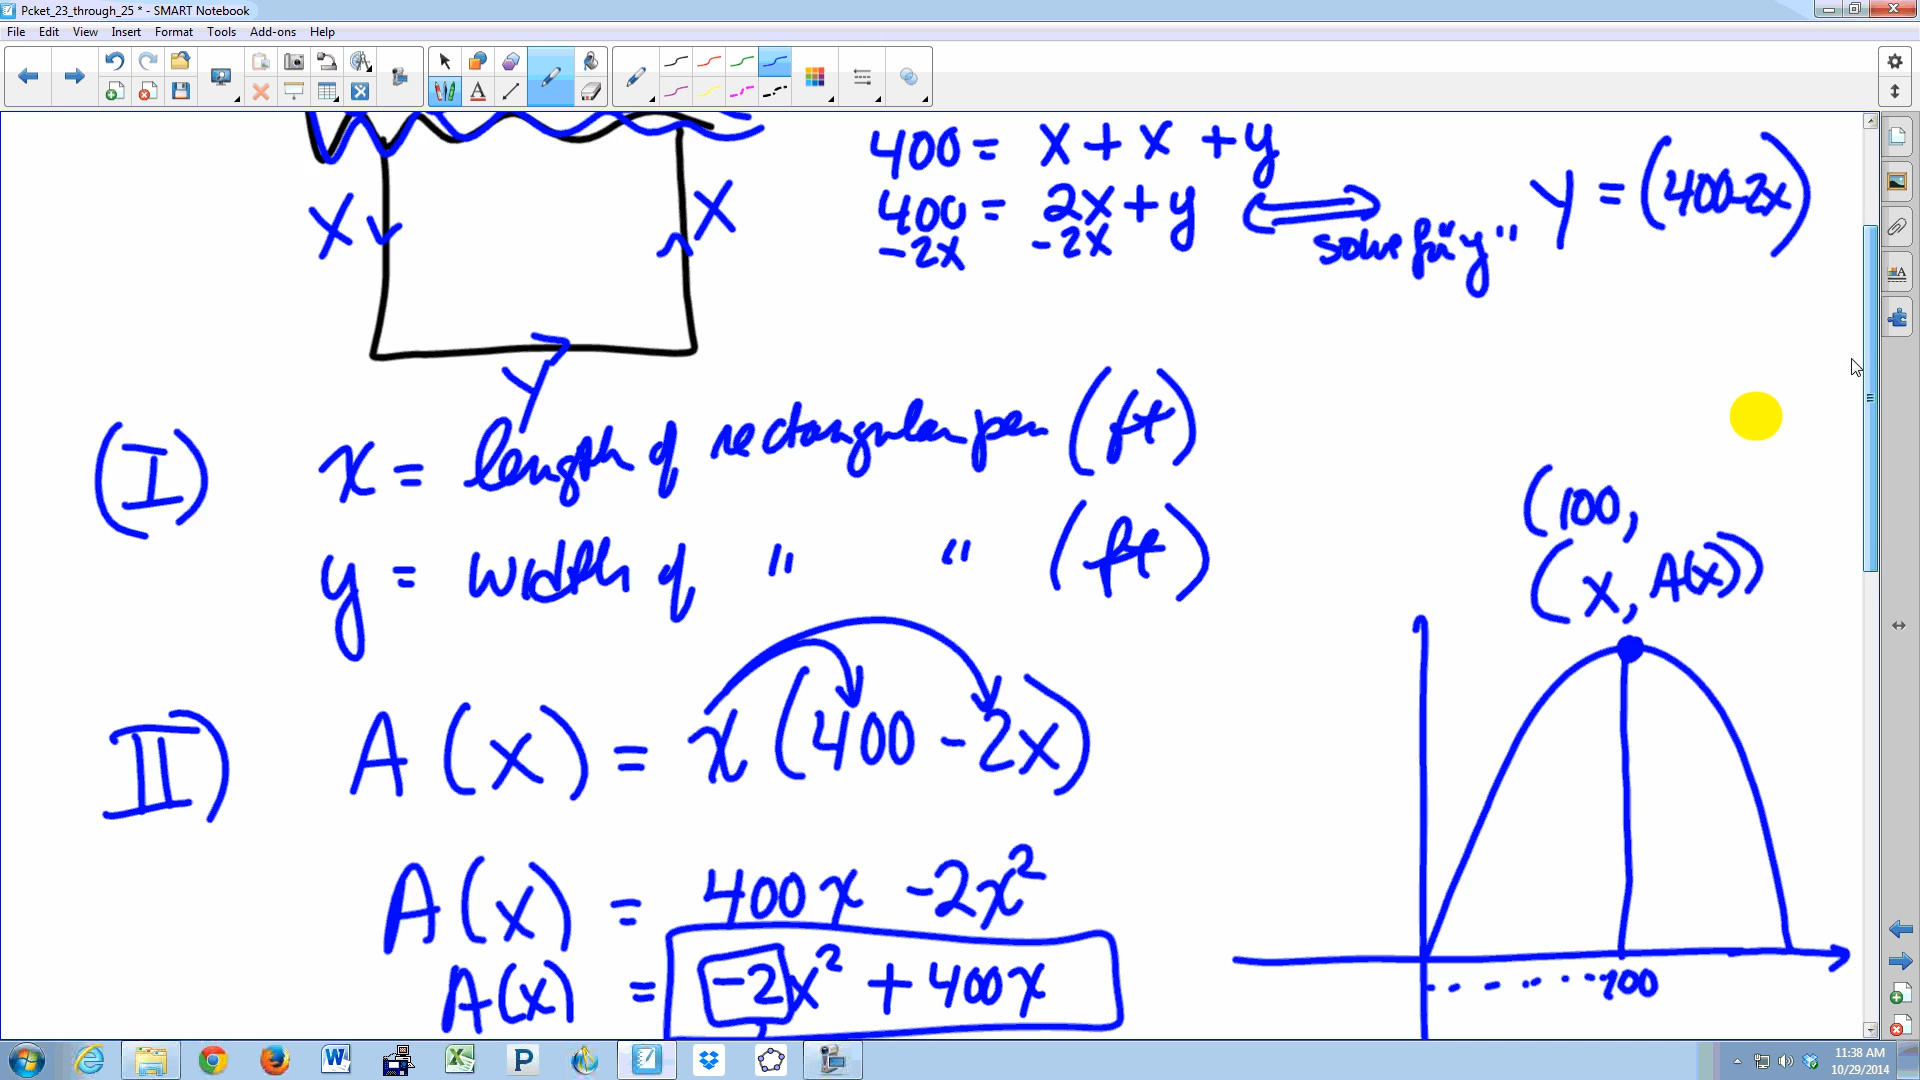 Pcket_23_through_25 * - SMART Notebook
File Edit View Insert Format Tools Add-ons Help
400 = X + X + y
400 = 2X + y
-2X -2X
solve for "y"
Y = (400-2x)
X X
Y
(I) x = length of rectangular pen (ft)
y = width of " " (ft)
(100,
(x, A(x))
II) A(x) = x(400 - 2x)
A(x) = 400x - 2x²
A(x) = -2x² + 400x
100
11:38 AM
10/29/2014